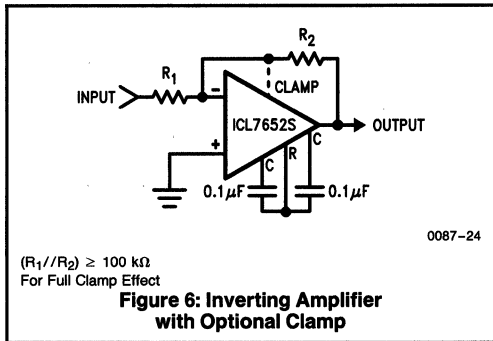 R2
R1
CLAMP
INPUT
-
ICL7652S
OUTPUT
+
C
R
C
0.1µF
0.1µF
0087-24
(R1//R2) ≥ 100 kΩ
For Full Clamp Effect
Figure 6: Inverting Amplifier
with Optional Clamp